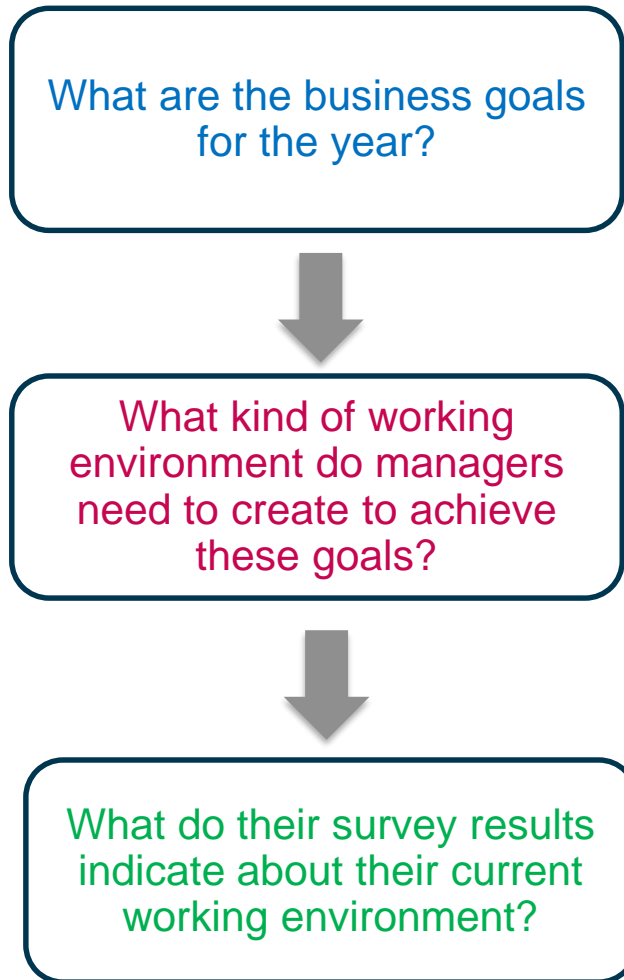 What are the business goals
for the year?
What kind of working
environment do managers
need to create to achieve
these goals?
What do their survey results
indicate about their current
working environment?